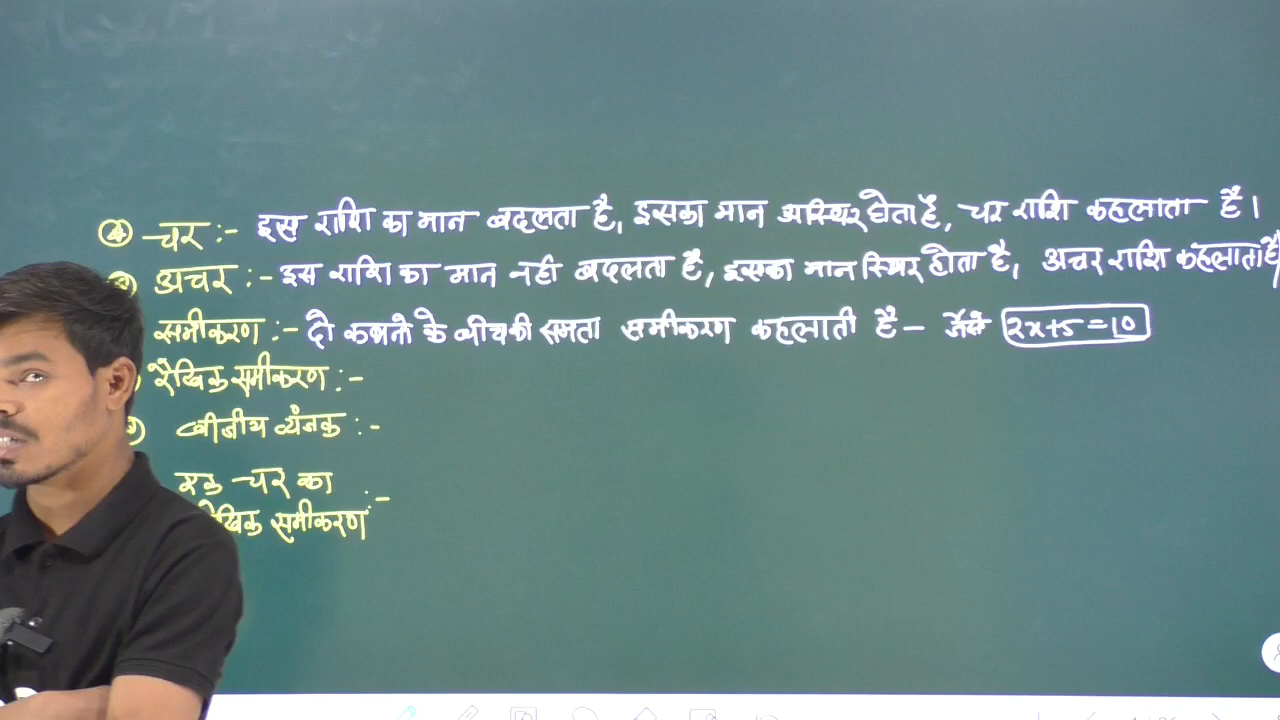 ④ चर :- इस राशि का मान बदलता है, इसका मान अस्थिर होता है, चर राशि कहलाता है।
अचर :- इस राशि का मान नही बदलता है, इसका मान स्थिर होता है, अचर राशि कहलाता है
समीकरण :- दो कथनो के बीच की समता समीकरण कहलाती है – जैसे 2x+5=10
रैखिक समीकरण :-
बीजीय व्यंजक :-
एक चर का
रैखिक समीकरण :-